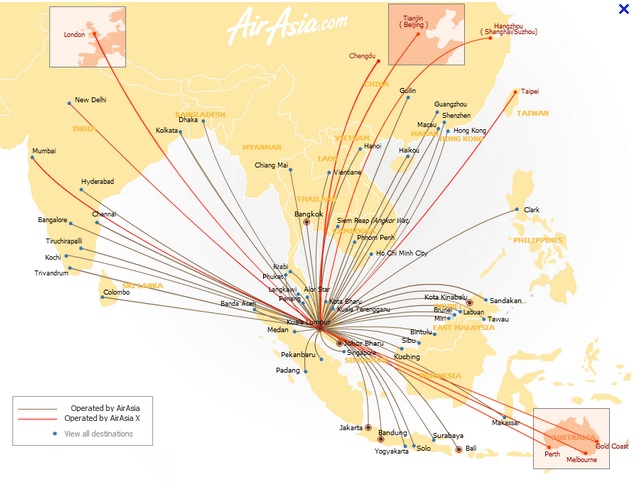 AirAsia.com
London
Tianjin
( Beijing )
Hangzhou
( Shanghai/Suzhou)
Chengdu
CHINA
Guilin
Taipei
TAIWAN
New Delhi
INDIA
BANGLADESH
Dhaka
Kolkata
Guangzhou
Shenzhen
Macau
MACAU
Hong Kong
HONG KONG
Mumbai
MYANMAR
VIETNAM
Hanoi
LAOS
Haikou
Chiang Mai
Vientiane
Hyderabad
THAILAND
Bangalore
Chennai
Bangkok
Siem Reap (Angkor Wat)
CAMBODIA
Phnom Penh
Clark
PHILIPPINES
Tiruchirapalli
Kochi
Trivandrum
Ho Chi Minh City
Krabi
Phuket
SRI LANKA
Colombo
Langkawi
Alor Star
Penang
Kota Bharu
Kuala Terengganu
Banda Aceh
Kota Kinabalu
Sandakan
BRUNEI
Brunei
Labuan
Miri
Tawau
Kuala Lumpur
Medan
EAST MALAYSIA
Bintulu
Sibu
Johor Bharu
Singapore
SINGAPORE
Kuching
Pekanbaru
Padang
INDONESIA
Operated by AirAsia
Operated by AirAsia X
View all destinations
Jakarta
Bandung
Yogyakarta
Solo
Surabaya
Bali
Makassar
AUSTRALIA
Gold Coast
Perth
Melbourne